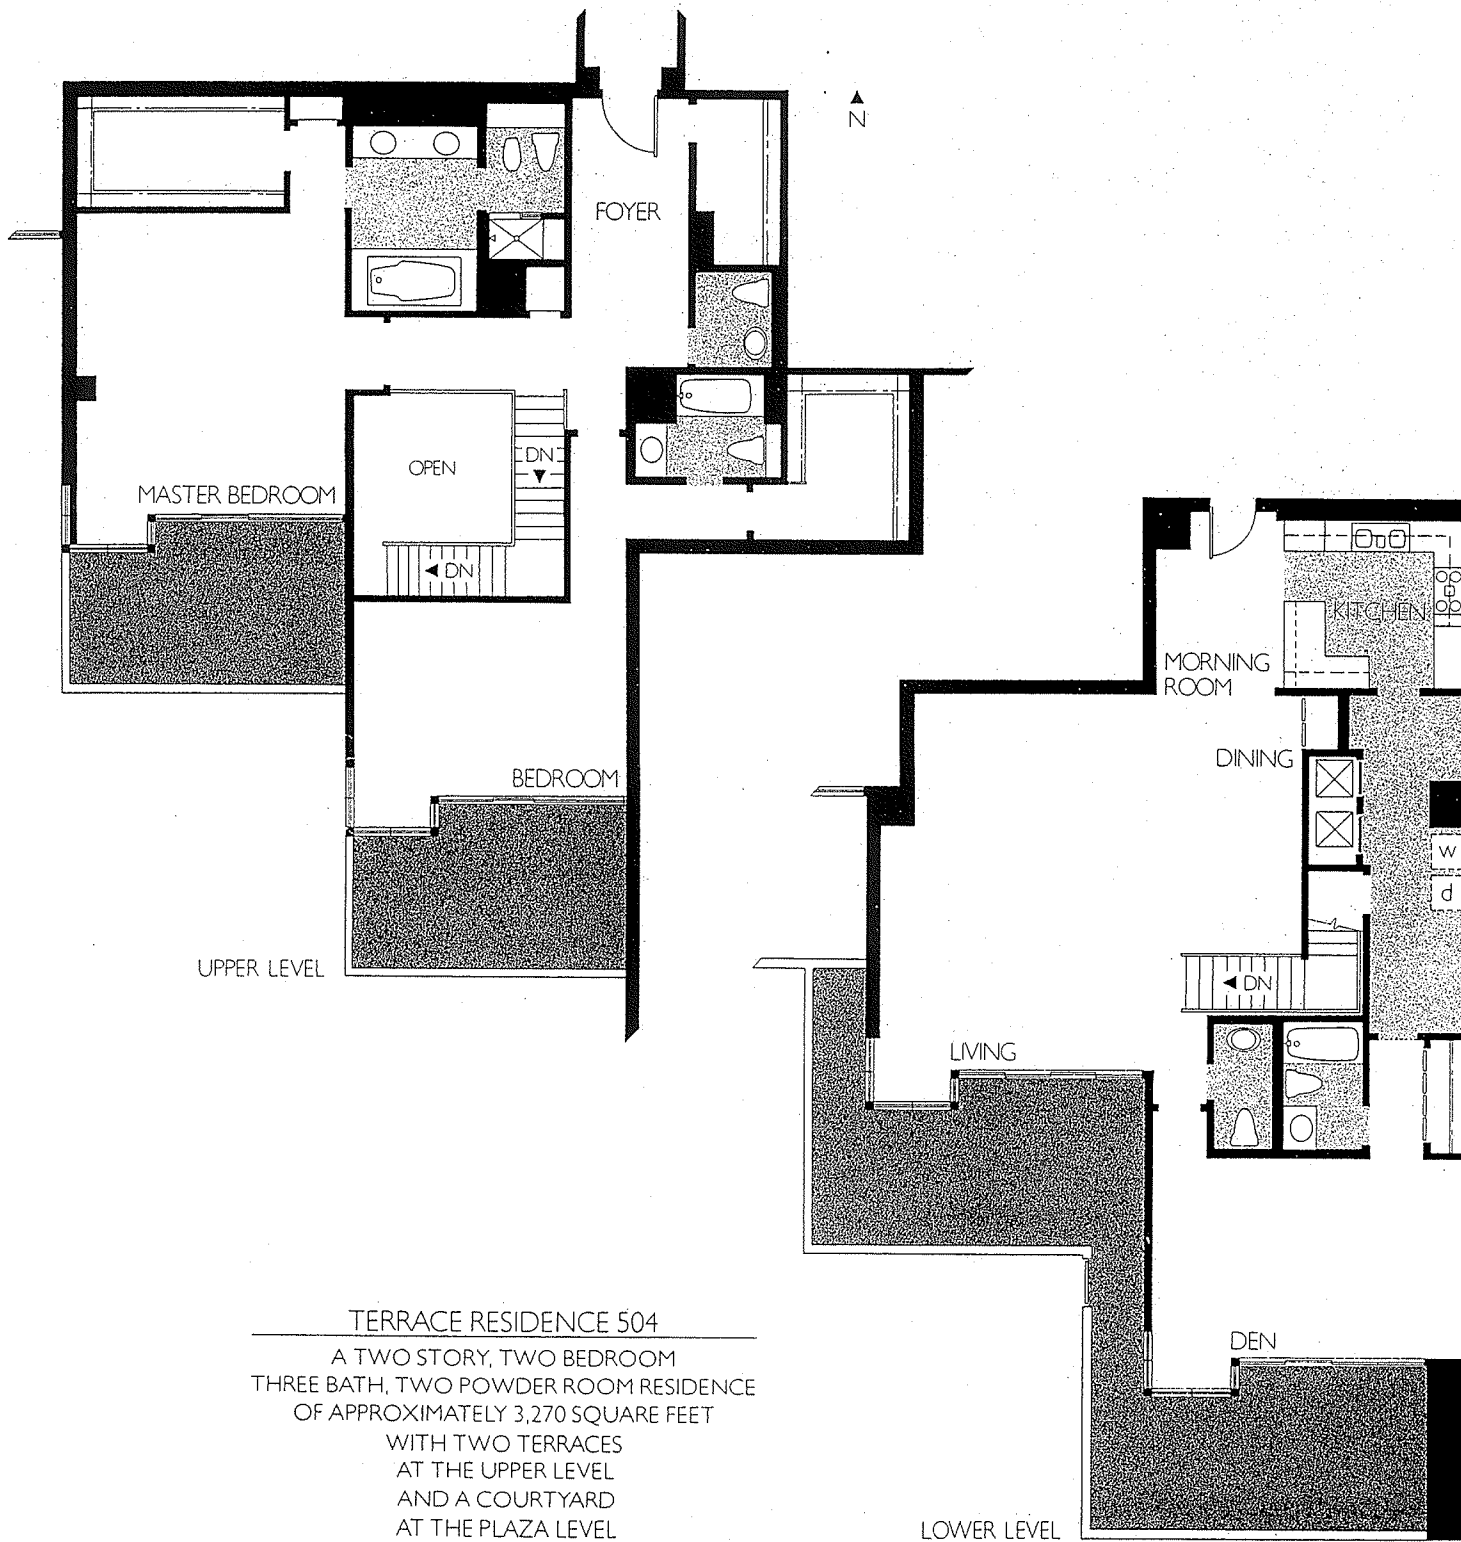 N
FOYER
OPEN
DN
MASTER BEDROOM
DN
KITCHEN
MORNING
ROOM
DINING
BEDROOM
w
d
UPPER LEVEL
DN
LIVING
TERRACE RESIDENCE 504
A TWO STORY, TWO BEDROOM
THREE BATH, TWO POWDER ROOM RESIDENCE
OF APPROXIMATELY 3,270 SQUARE FEET
WITH TWO TERRACES
AT THE UPPER LEVEL
AND A COURTYARD
AT THE PLAZA LEVEL
DEN
LOWER LEVEL